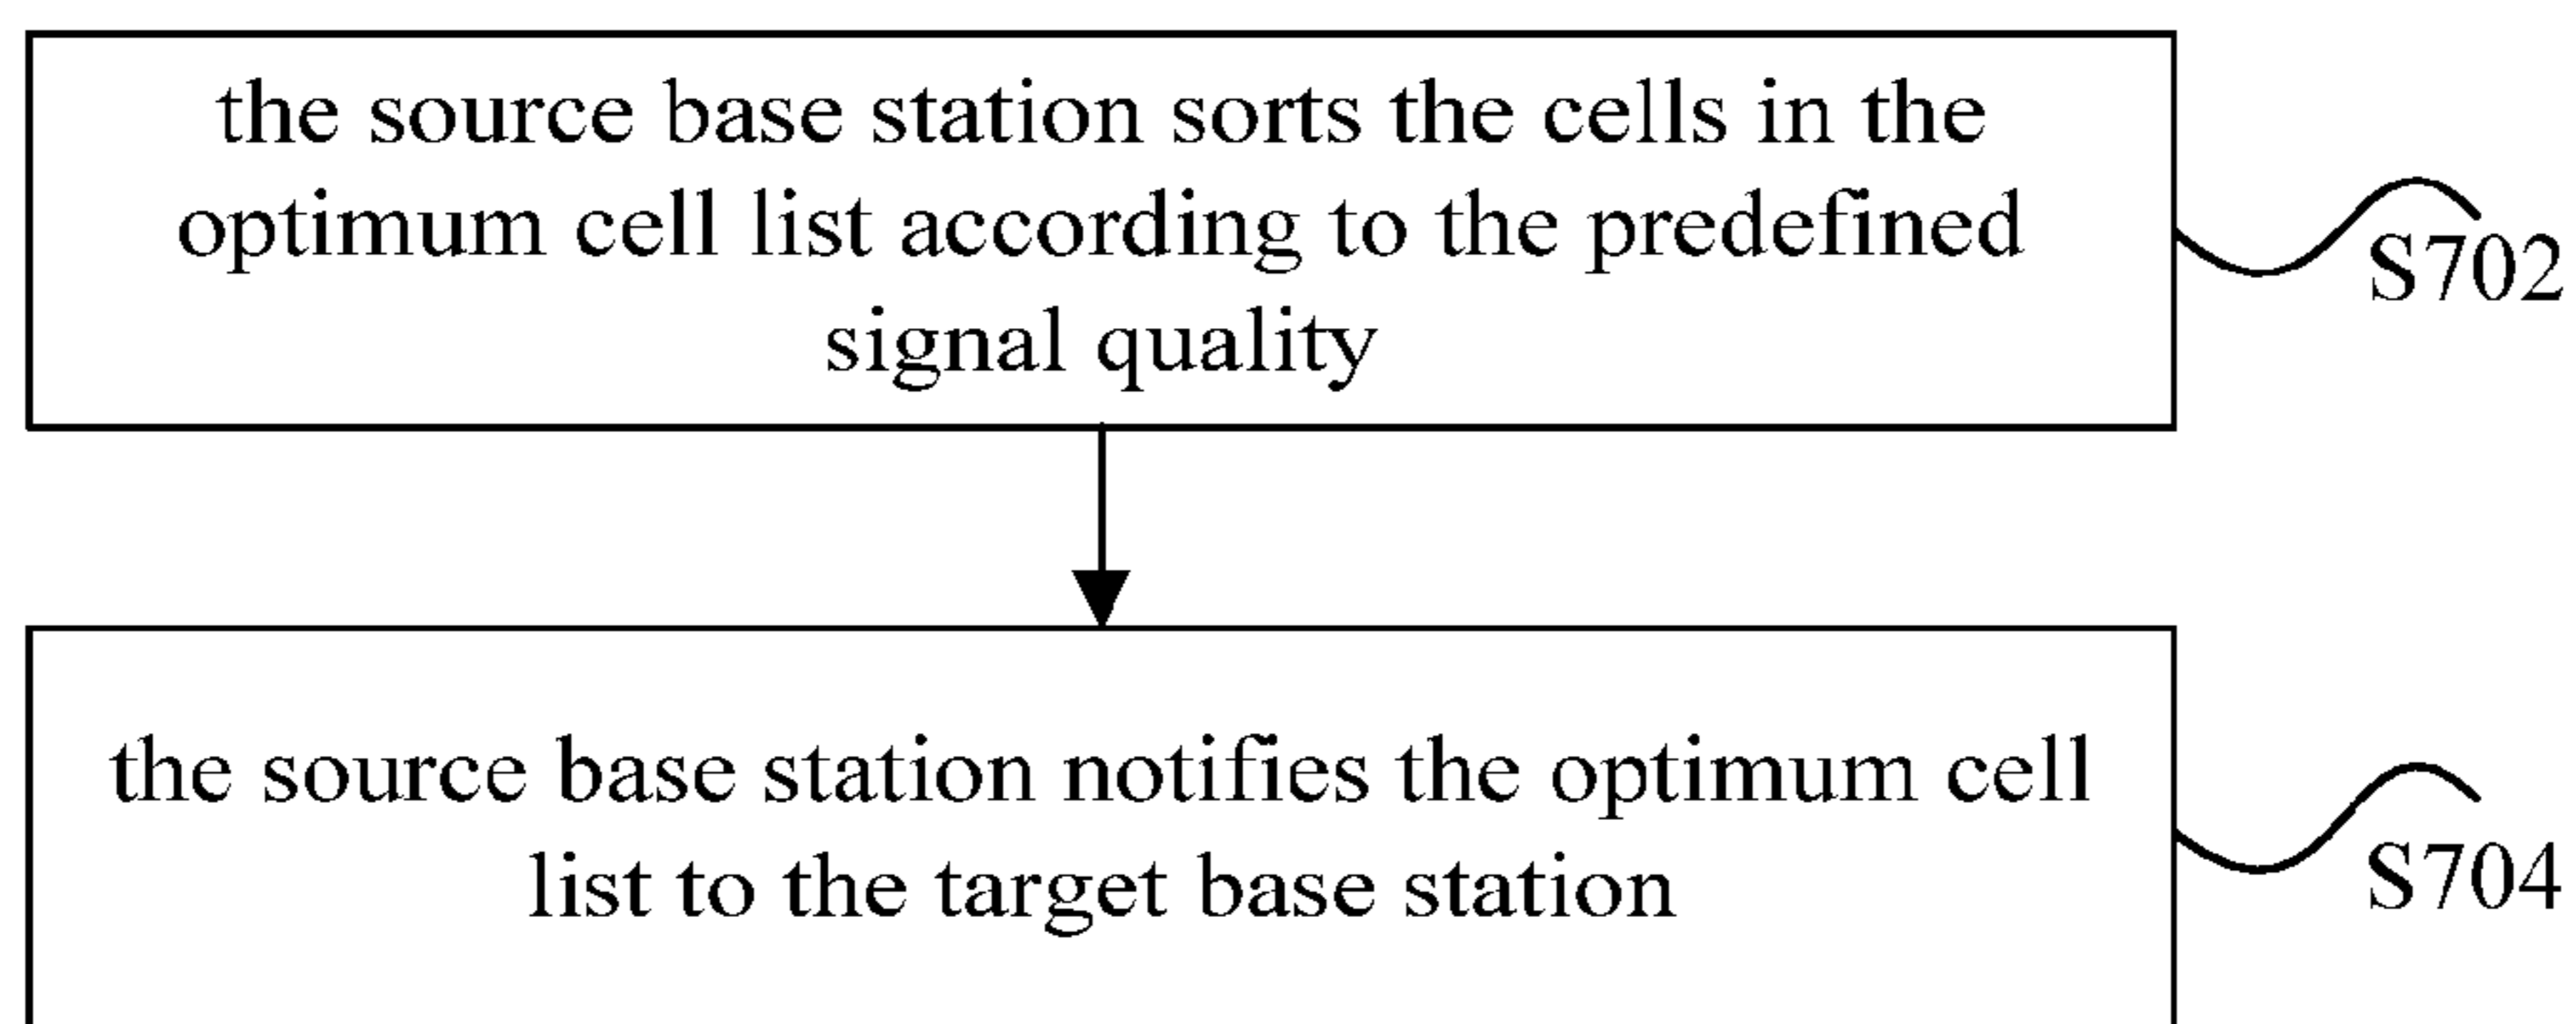 the source base station sorts the cells in the
optimum cell list according to the predefined
signal quality
S702
the source base station notifies the optimum cell
list to the target base station
S704